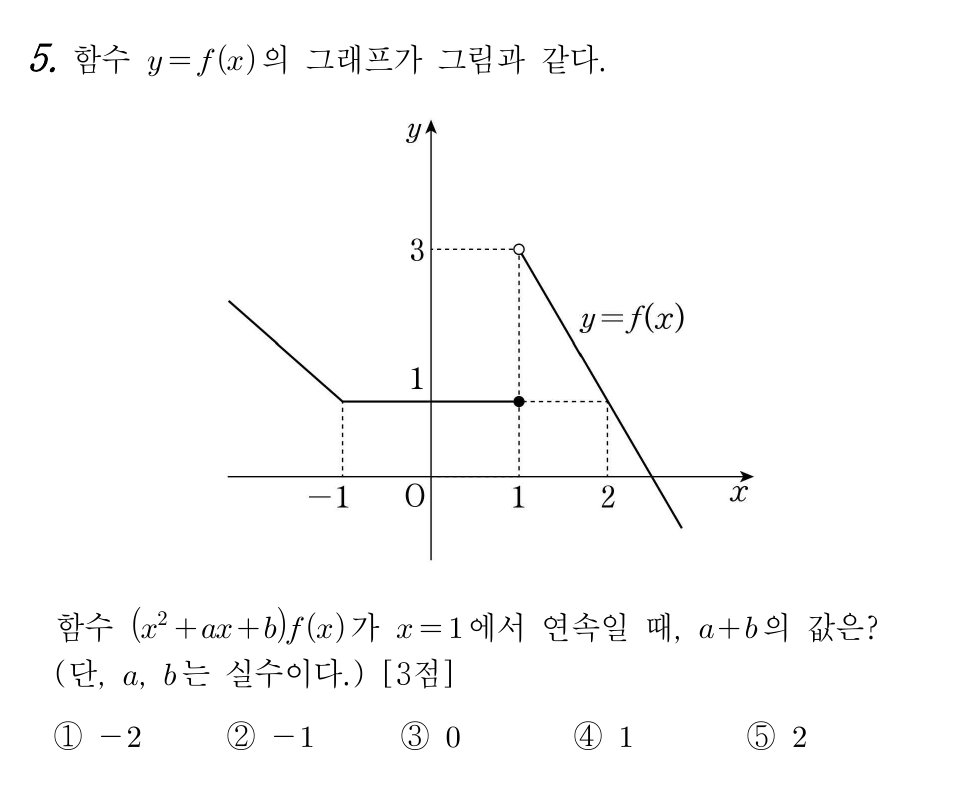 5. 함수 y=f(x)의 그래프가 그림과 같다.
y
3
y=f(x)
1
−1 O 1 2 x
함수 (x²+ax+b)f(x)가 x=1에서 연속일 때, a+b의 값은?
(단, a, b는 실수이다.) [3점]
① −2 ② −1 ③ 0 ④ 1 ⑤ 2